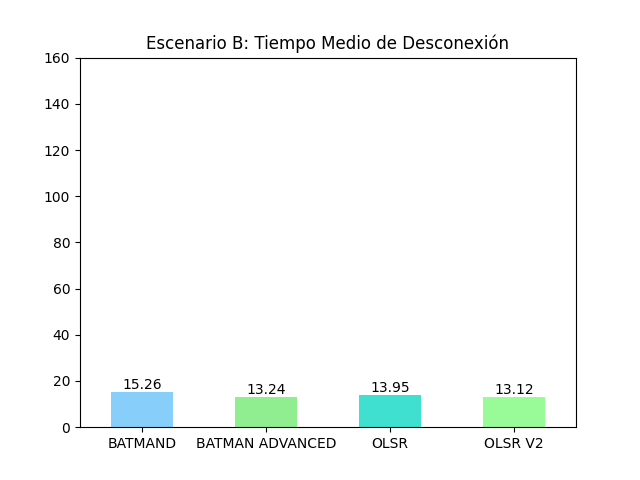 Escenario B: Tiempo Medio de Desconexión
160
140
120
100
80
60
40
20
0
15.26
13.24
13.95
13.12
BATMAND
BATMAN ADVANCED
OLSR
OLSR V2